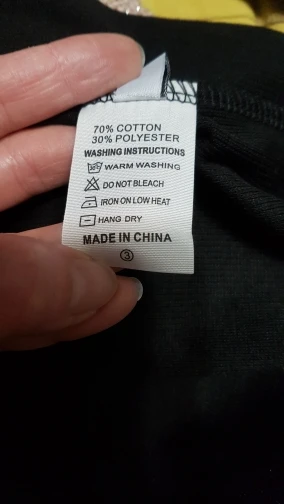 70% COTTON
30% POLYESTER
WASHING INSTRUCTIONS
WARM WASHING
DO NOT BLEACH
IRON ON LOW HEAT
HANG DRY
MADE IN CHINA
3